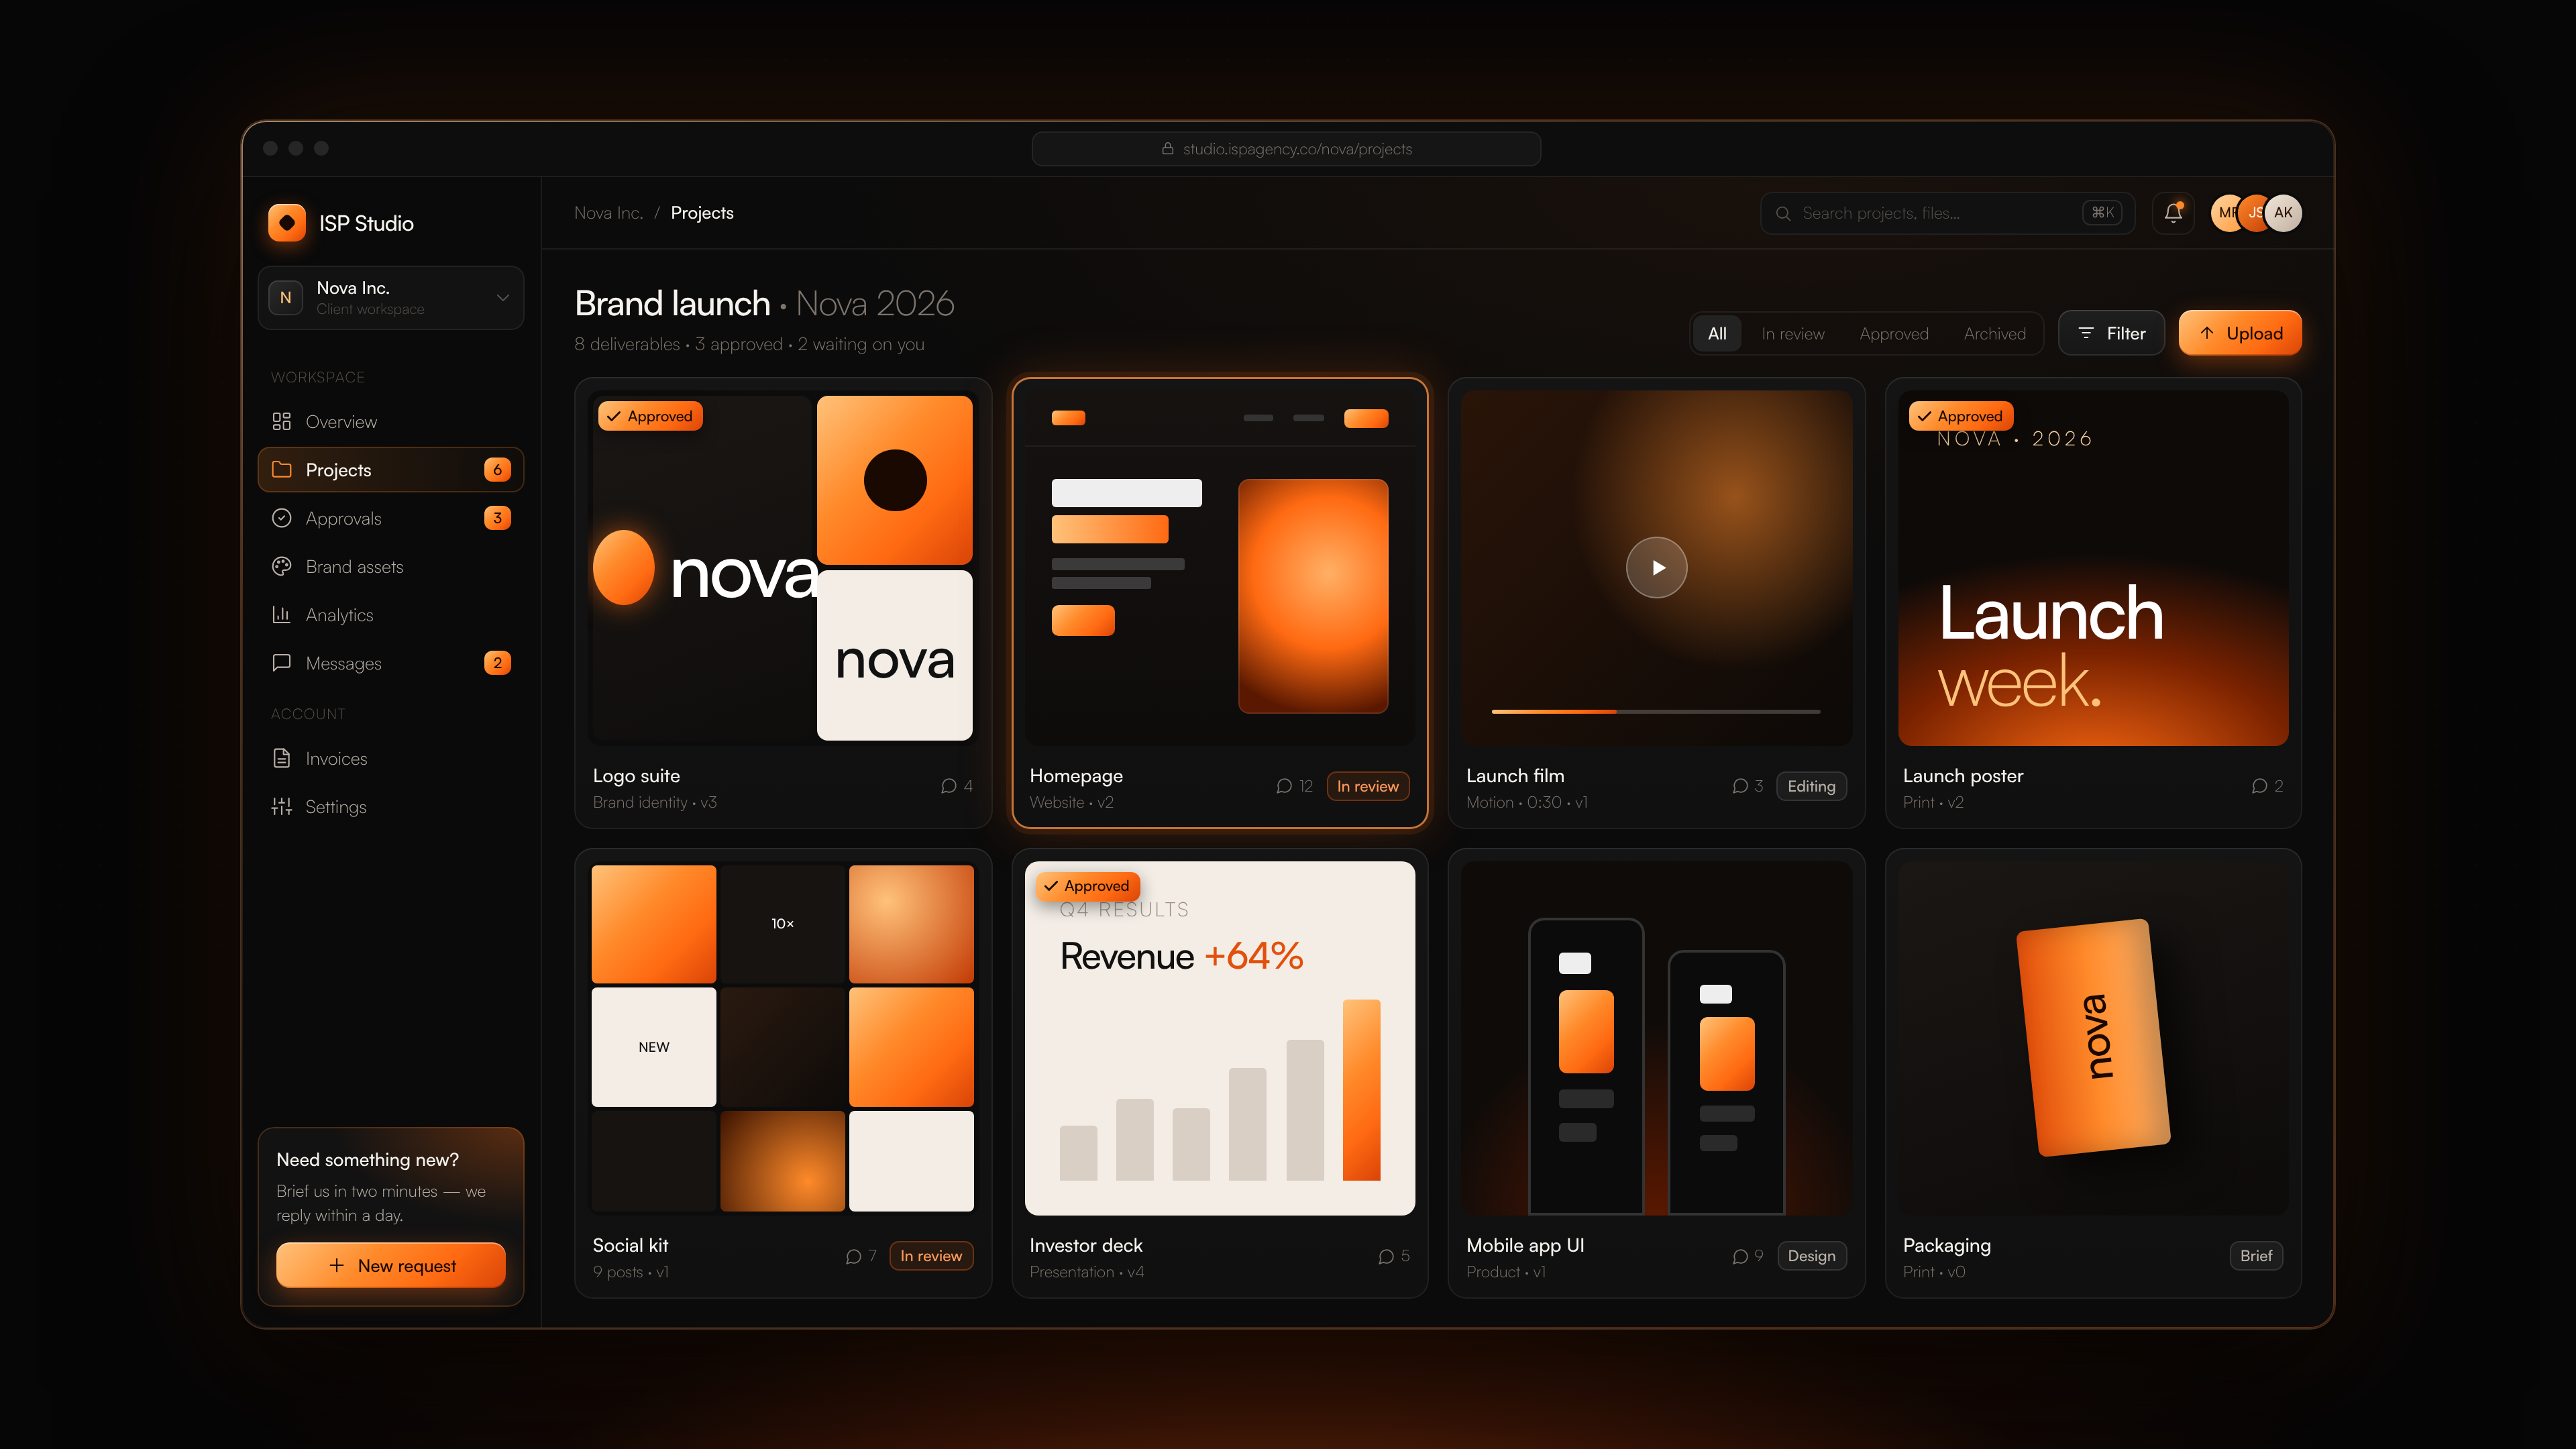 studio.ispagency.co/nova/projects
ISP Studio
N
Nova Inc.
Client workspace
WORKSPACE
Overview
Projects 6
Approvals 3
Brand assets
Analytics
Messages 2
ACCOUNT
Invoices
Settings
Need something new?
Brief us in two minutes — we
reply within a day.
New request
Nova Inc. / Projects
Search projects, files...
⌘K
JS AK
Brand launch · Nova 2026
8 deliverables · 3 approved · 2 waiting on you
All In review Approved Archived
Filter
Upload
Approved
nova
nova
Logo suite
Brand identity · v3
4
Homepage
Website · v2
12
In review
Launch film
Motion · 0:30 · v1
3
Editing
Approved
NOVA · 2026
Launch
week.
Launch poster
Print · v2
2
10×
NEW
Social kit
9 posts · v1
7
In review
Approved
Q4 RESULTS
Revenue +64%
Investor deck
Presentation · v4
5
Mobile app UI
Product · v1
9
Design
nova
Packaging
Print · v0
Brief